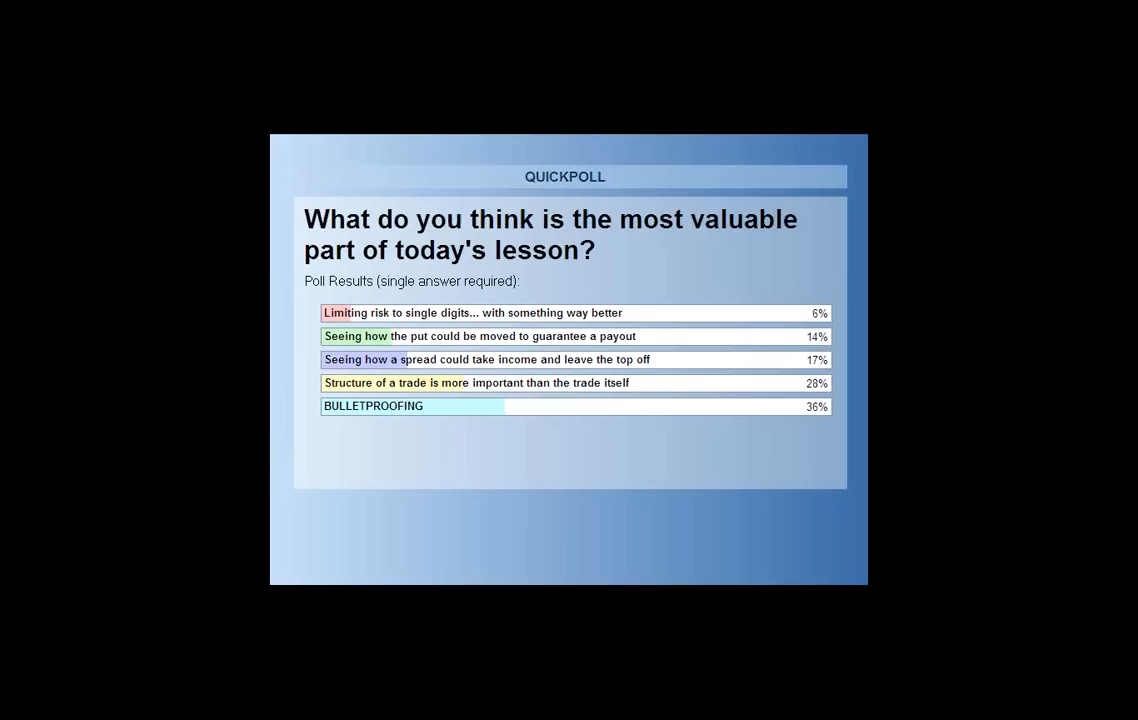 QUICKPOLL
What do you think is the most valuable
part of today's lesson?
Poll Results (single answer required):
Limiting risk to single digits... with something way better 6%
Seeing how the put could be moved to guarantee a payout 14%
Seeing how a spread could take income and leave the top off 17%
Structure of a trade is more important than the trade itself 28%
BULLETPROOFING 36%